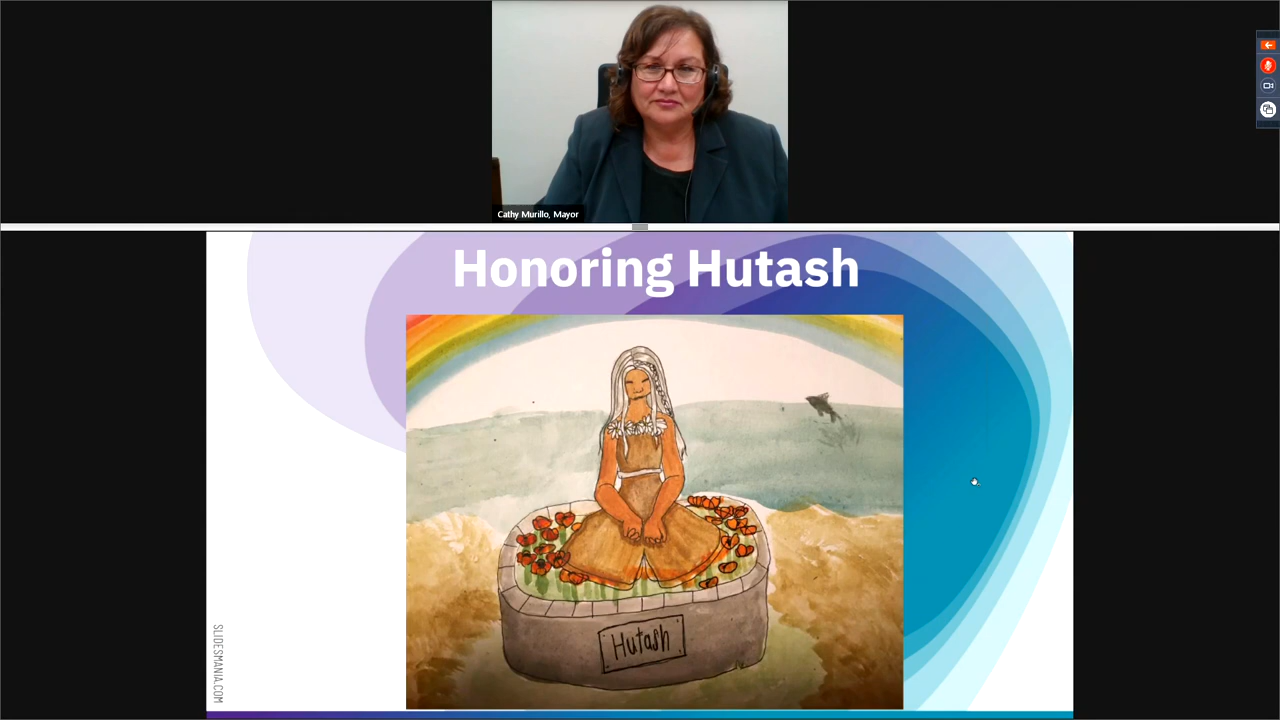 Cathy Murillo, Mayor
Honoring Hutash
Hutash
SLIDESMANIA.COM